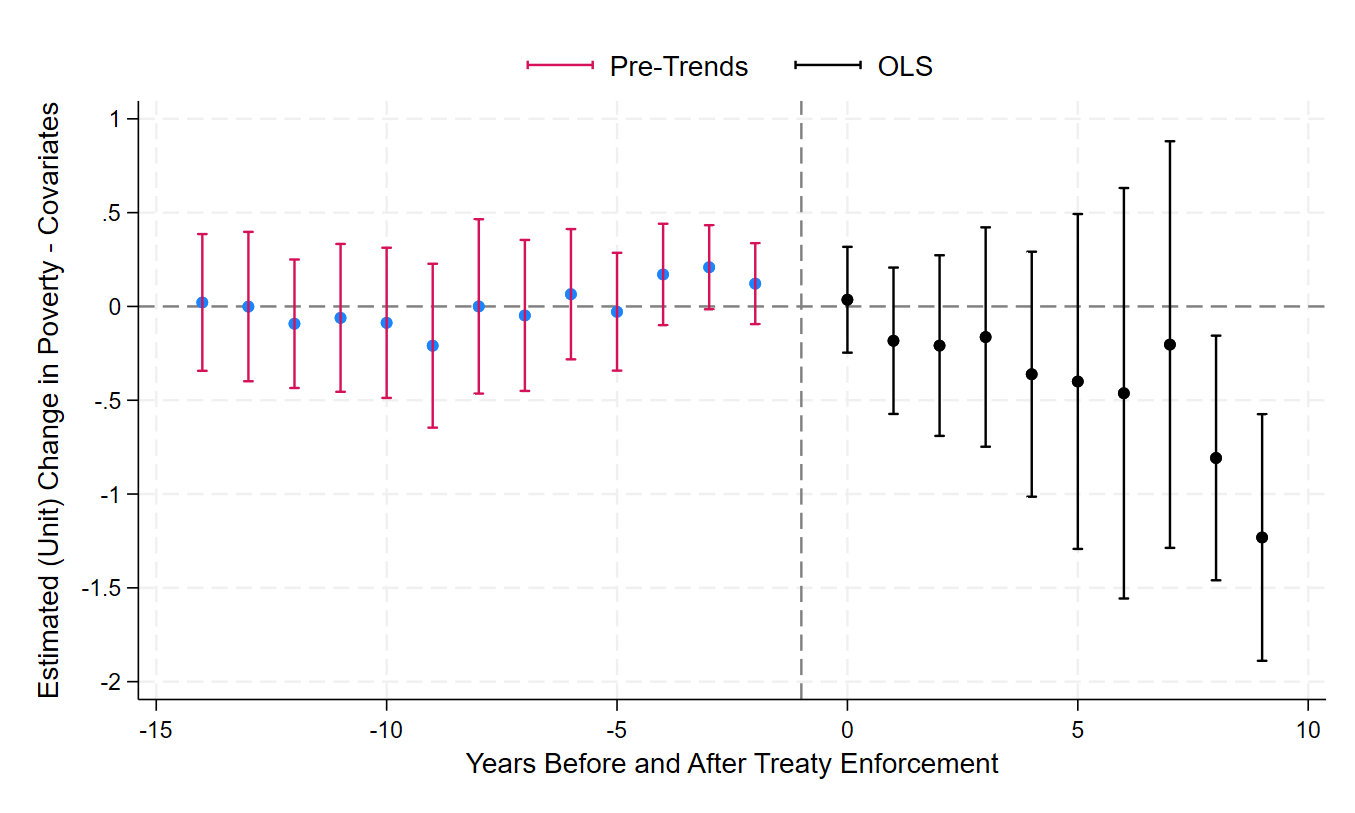 Pre-Trends OLS
Estimated (Unit) Change in Poverty - Covariates
1
.5
0
-.5
-1
-1.5
-2
-15 -10 -5 0 5 10
Years Before and After Treaty Enforcement